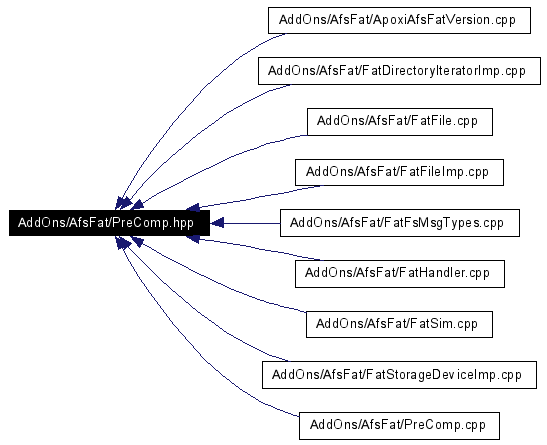 AddOns/AfsFat/ApoxiAfsFatVersion.cpp
AddOns/AfsFat/FatDirectoryIteratorImp.cpp
AddOns/AfsFat/FatFile.cpp
AddOns/AfsFat/FatFileImp.cpp
AddOns/AfsFat/PreComp.hpp
AddOns/AfsFat/FatFsMsgTypes.cpp
AddOns/AfsFat/FatHandler.cpp
AddOns/AfsFat/FatSim.cpp
AddOns/AfsFat/FatStorageDeviceImp.cpp
AddOns/AfsFat/PreComp.cpp